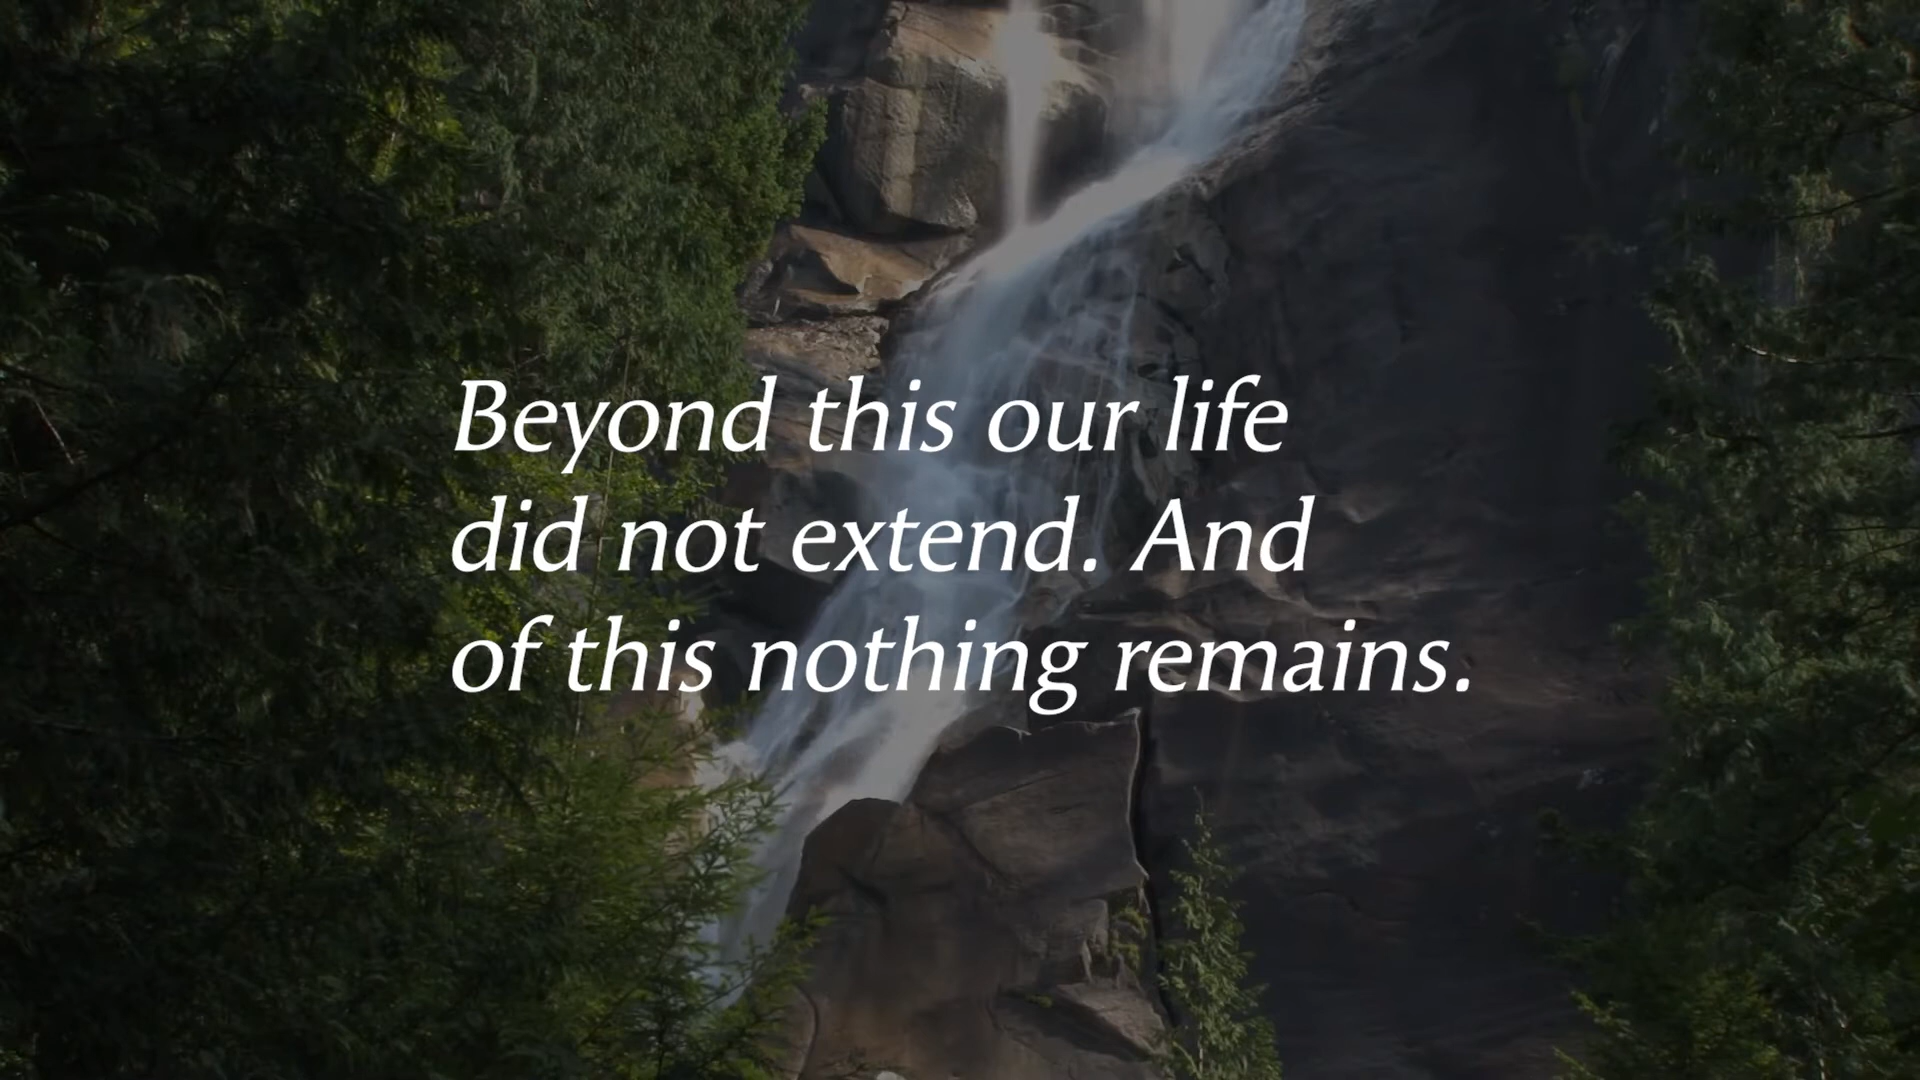 Beyond this our life
did not extend. And
of this nothing remains.